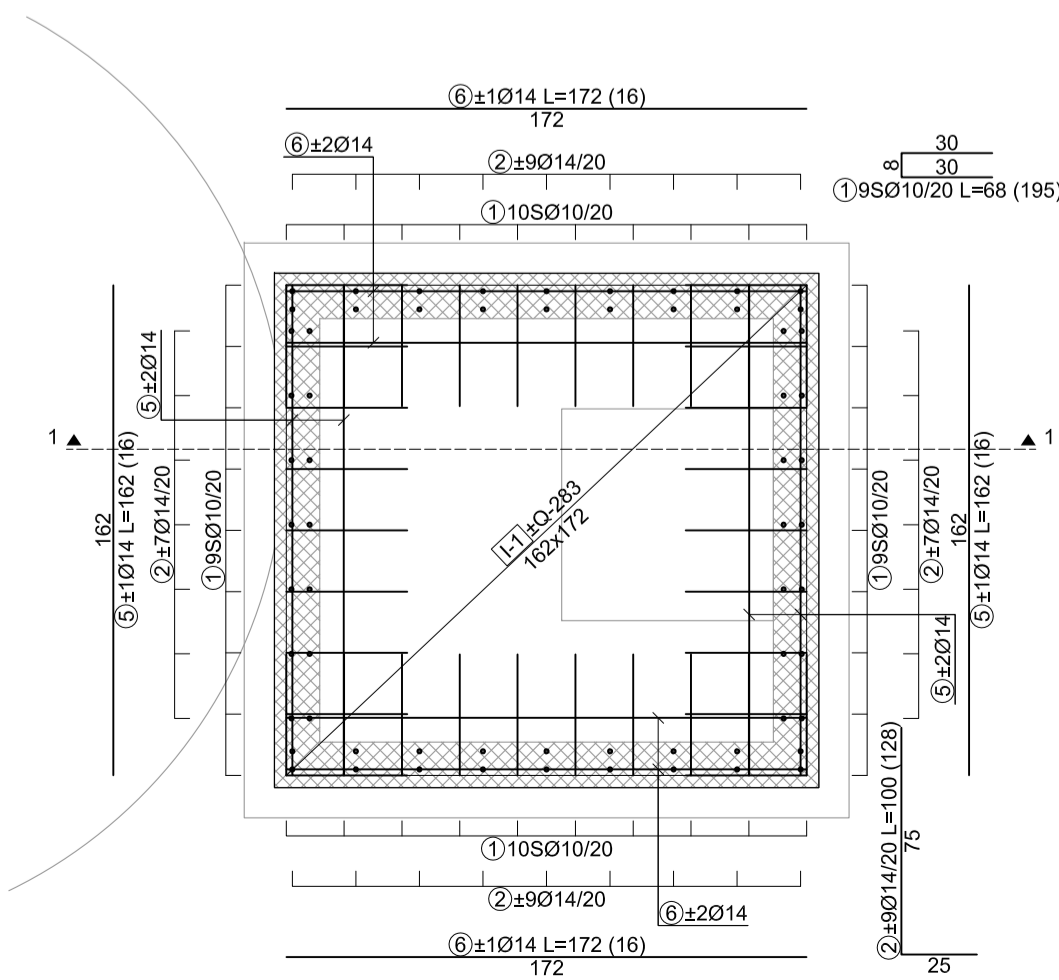 ⑥±1Ø14 L=172 (16)
172
⑥±2Ø14
②±9Ø14/20
①10SØ10/20
30
8
30
①9SØ10/20 L=68 (195)
⑤±2Ø14
1
1
162
⑤±1Ø14 L=162 (16)
②±7Ø14/20
①9SØ10/20
I-1 ±Q-283
162x172
①9SØ10/20
②±7Ø14/20
162
⑤±1Ø14 L=162 (16)
⑤±2Ø14
②±9Ø14/20 L=100 (128)
75
25
①10SØ10/20
②±9Ø14/20
⑥±2Ø14
⑥±1Ø14 L=172 (16)
172